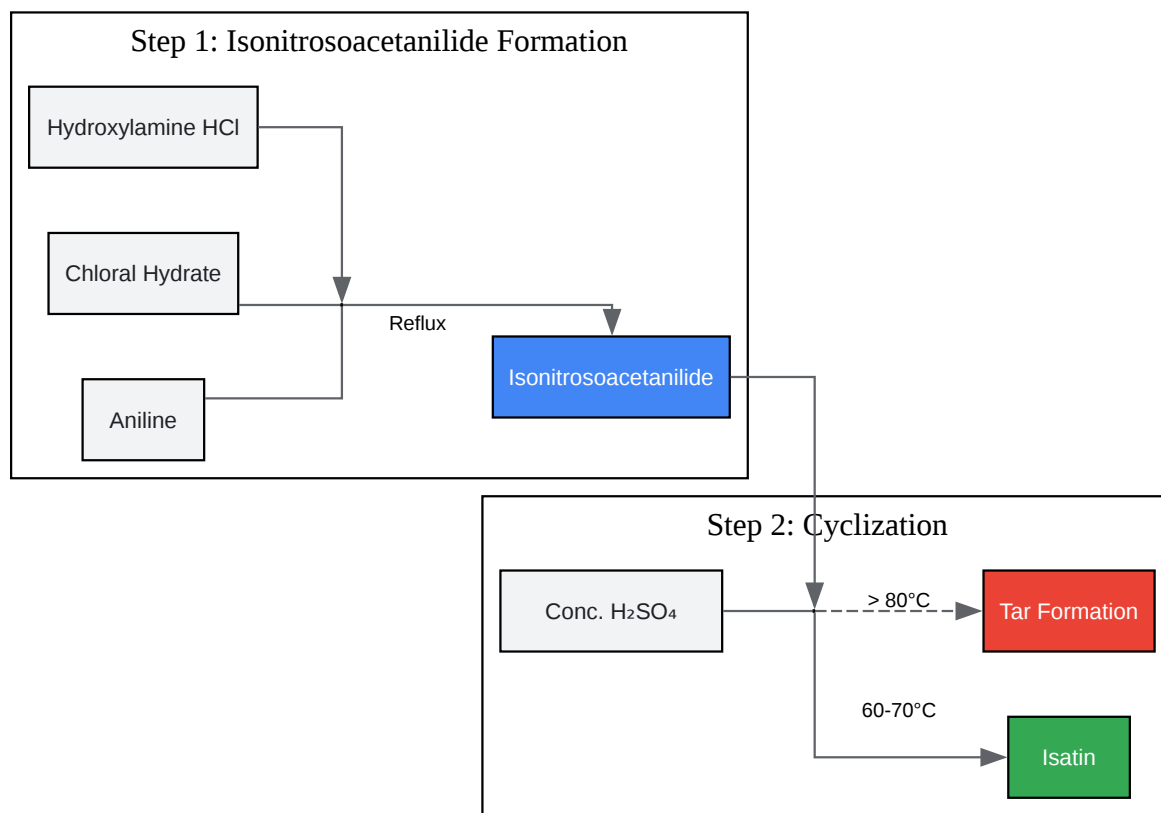 Step 1: Isonitrosoacetanilide Formation
Hydroxylamine HCl
Chloral Hydrate
Reflux
Isonitrosoacetanilide
Aniline
Step 2: Cyclization
Conc. H₂SO₄
> 80°C
Tar Formation
60-70°C
Isatin